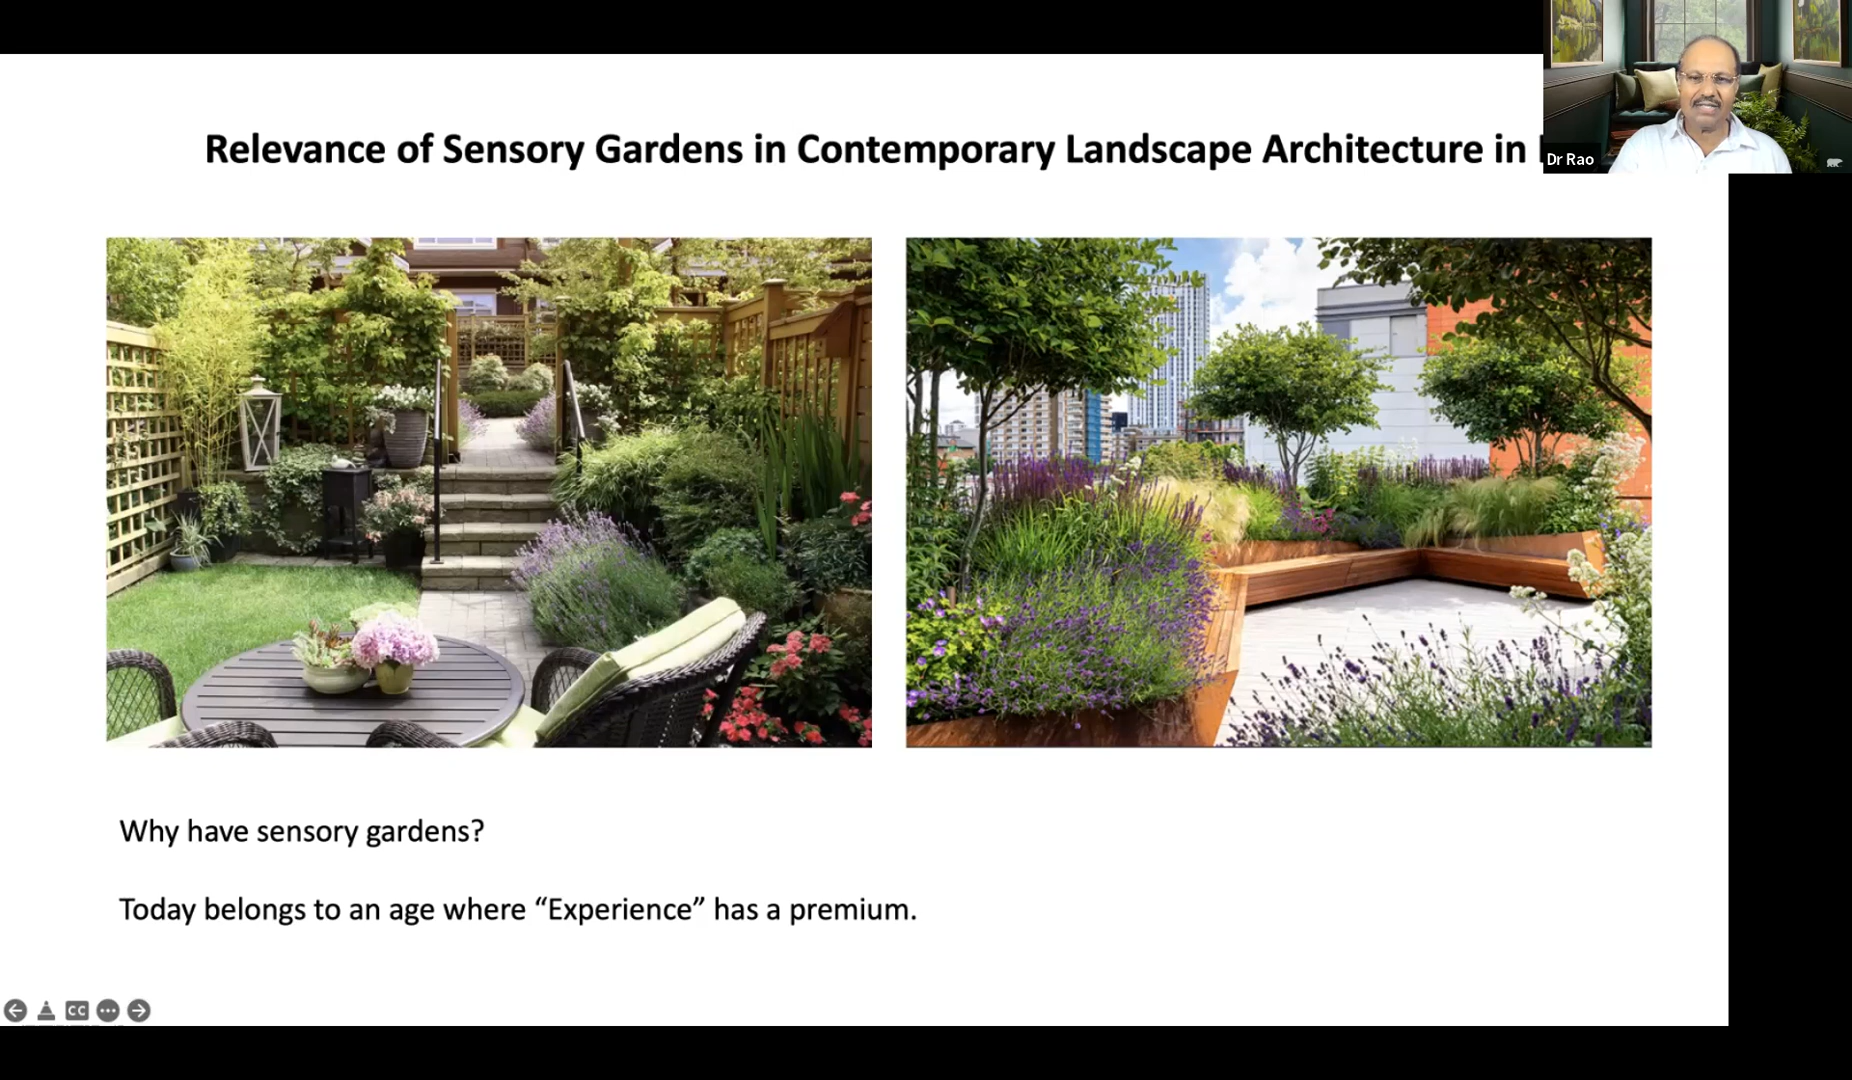 Relevance of Sensory Gardens in Contemporary Landscape Architecture in
Dr Rao
Why have sensory gardens?
Today belongs to an age where “Experience” has a premium.
CC